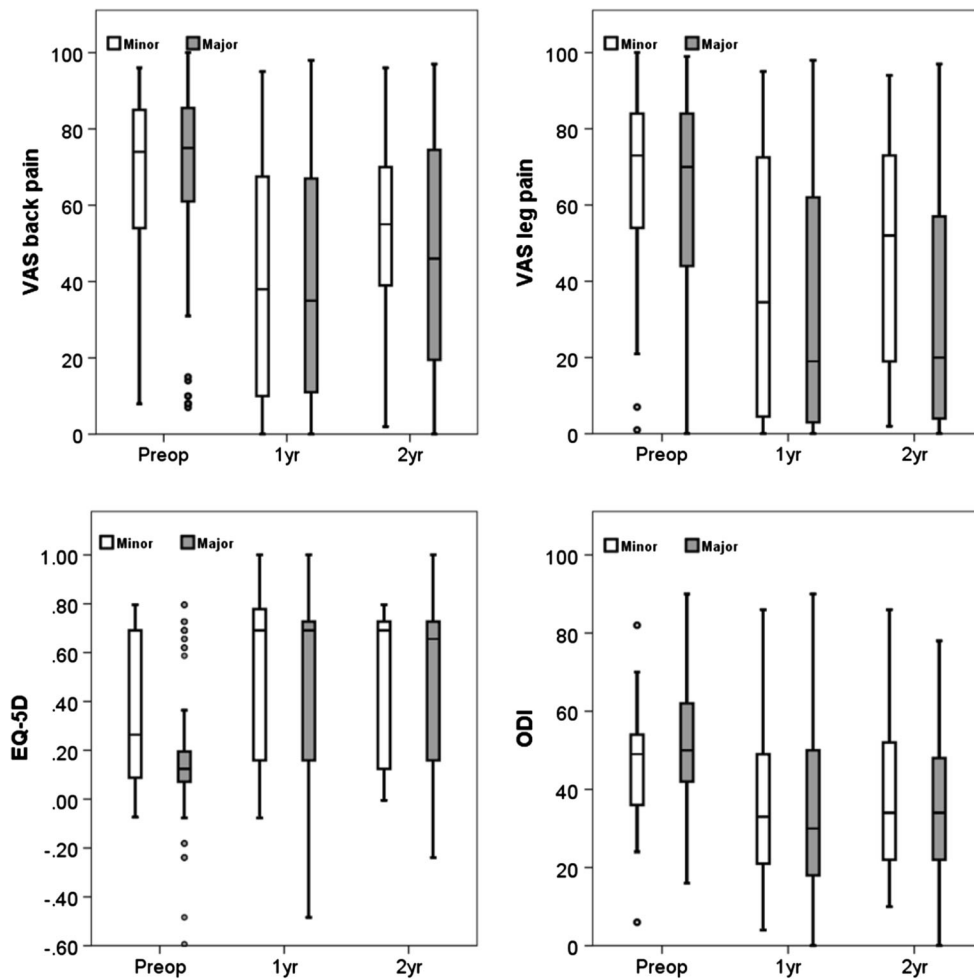 Minor Major
100
80
60
40
20
0
VAS back pain
Preop 1yr 2yr
Minor Major
100
80
60
40
20
0
VAS leg pain
Preop 1yr 2yr
Minor Major
1.00
.80
.60
.40
.20
.00
-.20
-.40
-.60
EQ-5D
Preop 1yr 2yr
Minor Major
100
80
60
40
20
0
ODI
Preop 1yr 2yr